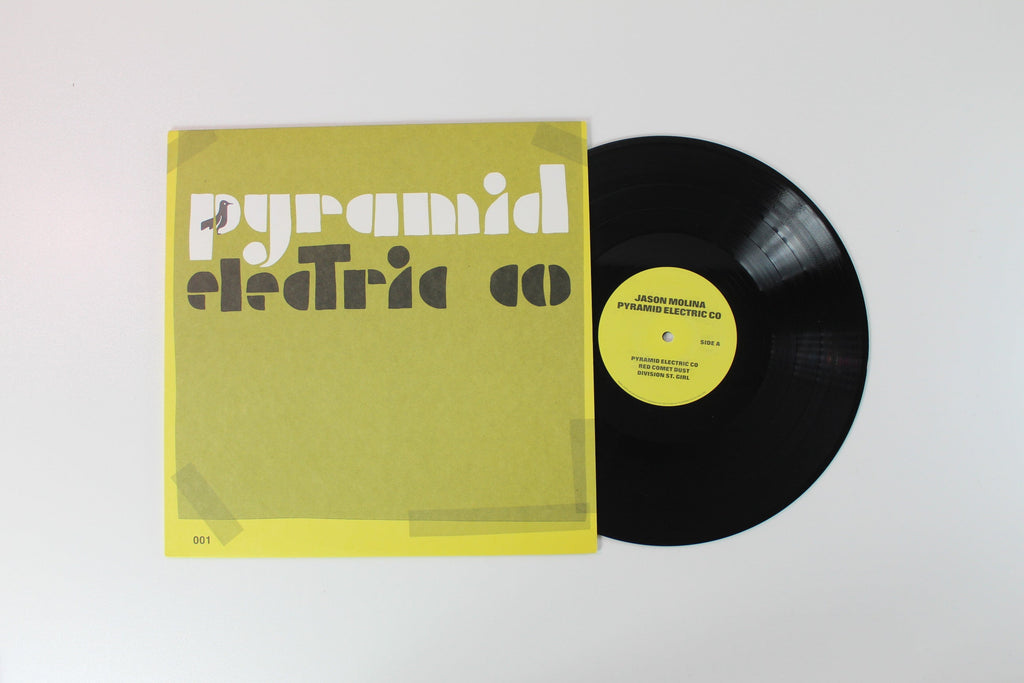 pyramid
elecTric co
001
JASON MOLINA
PYRAMID ELECTRIC CO
SIDE A
PYRAMID ELECTRIC CO
RED COMET DUST
DIVISION ST. GIRL